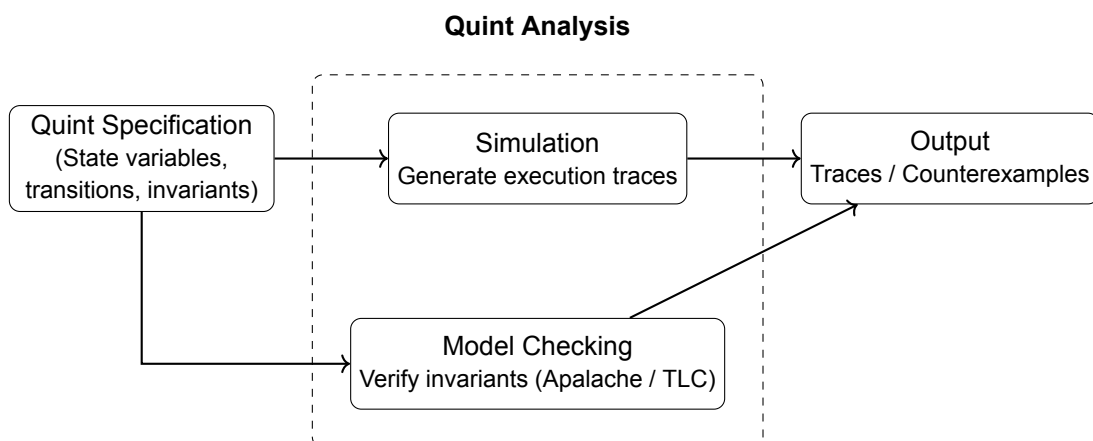 Quint Analysis
Quint Specification
(State variables,
transitions, invariants)
Simulation
Generate execution traces
Output
Traces / Counterexamples
Model Checking
Verify invariants (Apalache / TLC)